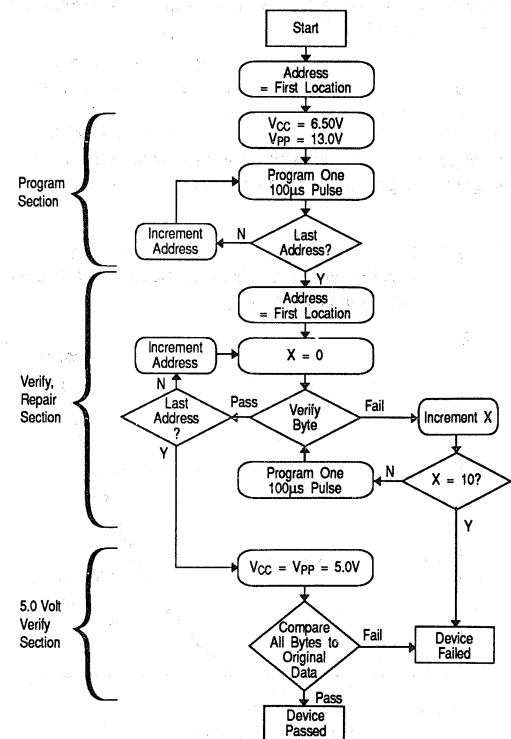 Start
Address
= First Location
VCC = 6.50V
VPP = 13.0V
Program
Section
Program One
100μs Pulse
Increment
Address
N
Last
Address?
Y
Address
= First Location
Increment
Address
X = 0
Verify,
Repair
Section
N
Last
Address
?
Pass
Verify
Byte
Fail
Increment X
Y
Program One
100μs Pulse
N
X = 10?
Y
VCC = VPP = 5.0V
5.0 Volt
Verify
Section
Compare
All Bytes to
Original
Data
Fail
Device
Failed
Pass
Device
Passed